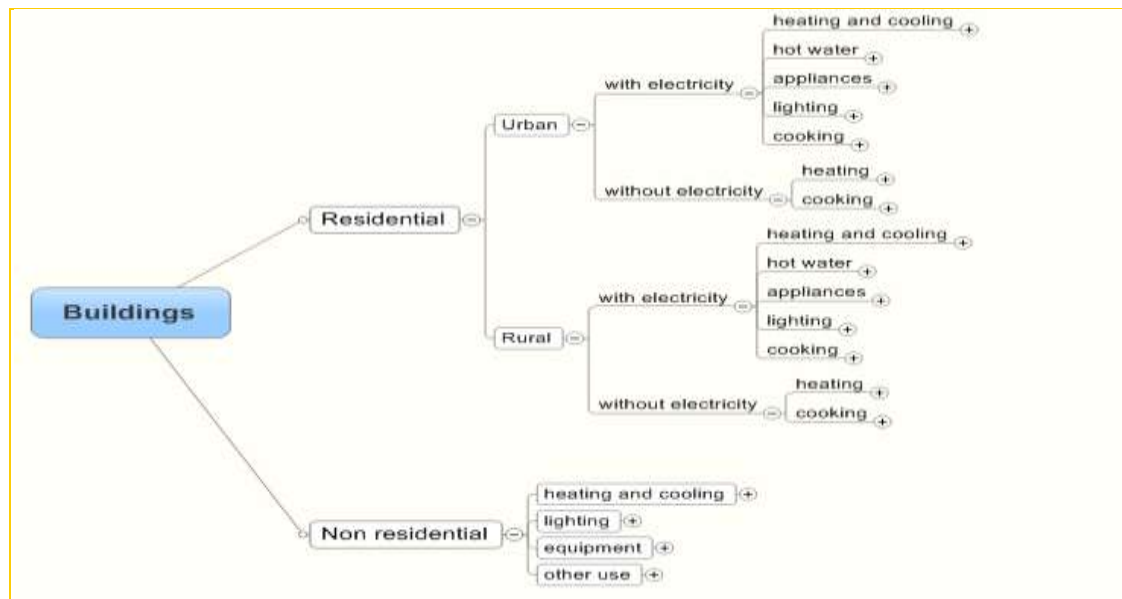 Buildings
Residential
Urban
with electricity
heating and cooling
hot water
appliances
lighting
cooking
without electricity
heating
cooking
Rural
with electricity
heating and cooling
hot water
appliances
lighting
cooking
without electricity
heating
cooking
Non residential
heating and cooling
lighting
equipment
other use